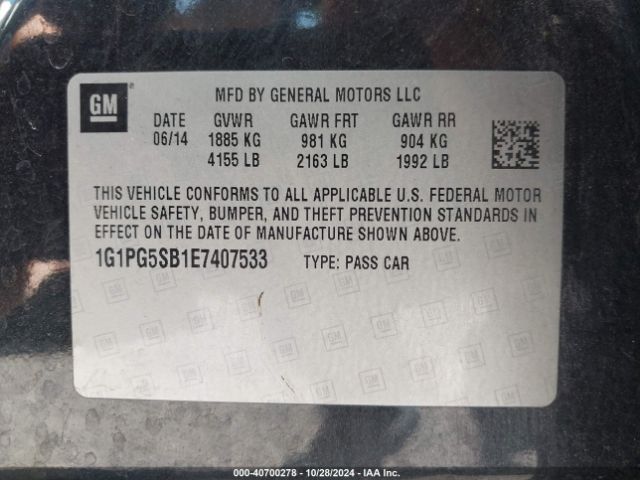 GM
MFD BY GENERAL MOTORS LLC
DATE GVWR GAWR FRT GAWR RR
06/14 1885 KG 981 KG 904 KG
4155 LB 2163 LB 1992 LB
THIS VEHICLE CONFORMS TO ALL APPLICABLE U.S. FEDERAL MOTOR
VEHICLE SAFETY, BUMPER, AND THEFT PREVENTION STANDARDS IN
EFFECT ON THE DATE OF MANUFACTURE SHOWN ABOVE.
1G1PG5SB1E7407533 TYPE: PASS CAR
000-40700278 - 10/28/2024 - IAA Inc.